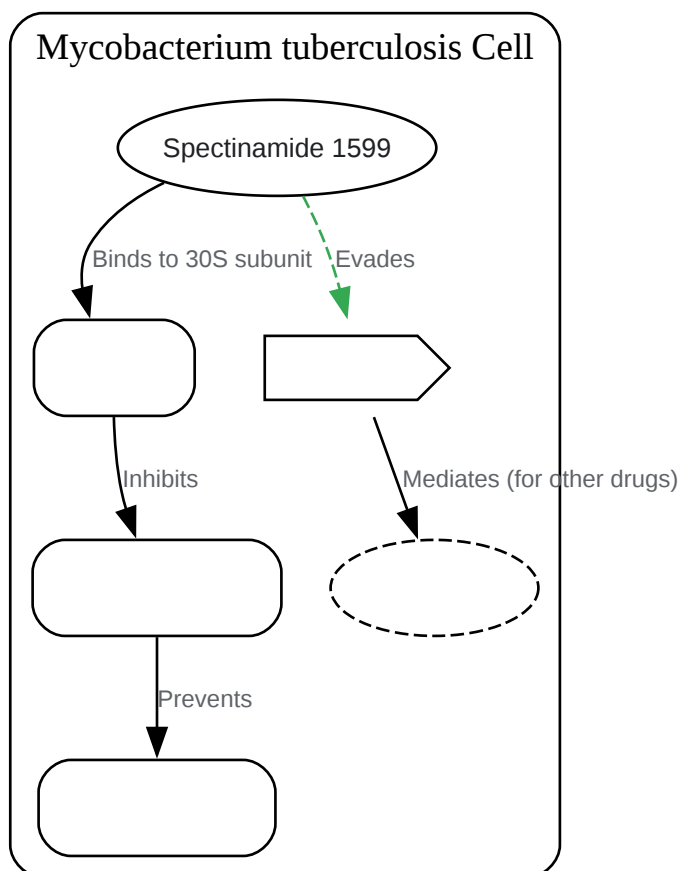 Mycobacterium tuberculosis Cell
Spectinamide 1599
Binds to 30S subunit
Evades
Inhibits
Mediates (for other drugs)
Prevents